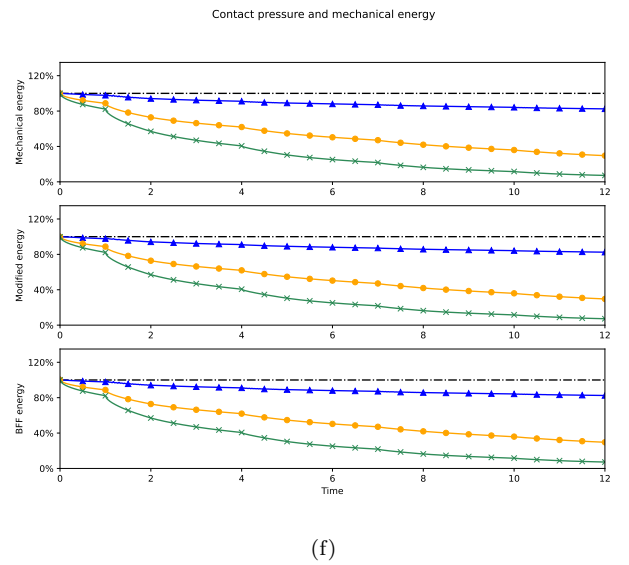 Contact pressure and mechanical energy
Mechanical energy
120%
80%
40%
0%
0 2 4 6 8 10 12
Modified energy
120%
80%
40%
0%
0 2 4 6 8 10 12
BFF energy
120%
80%
40%
0%
0 2 4 6 8 10 12
Time
(f)